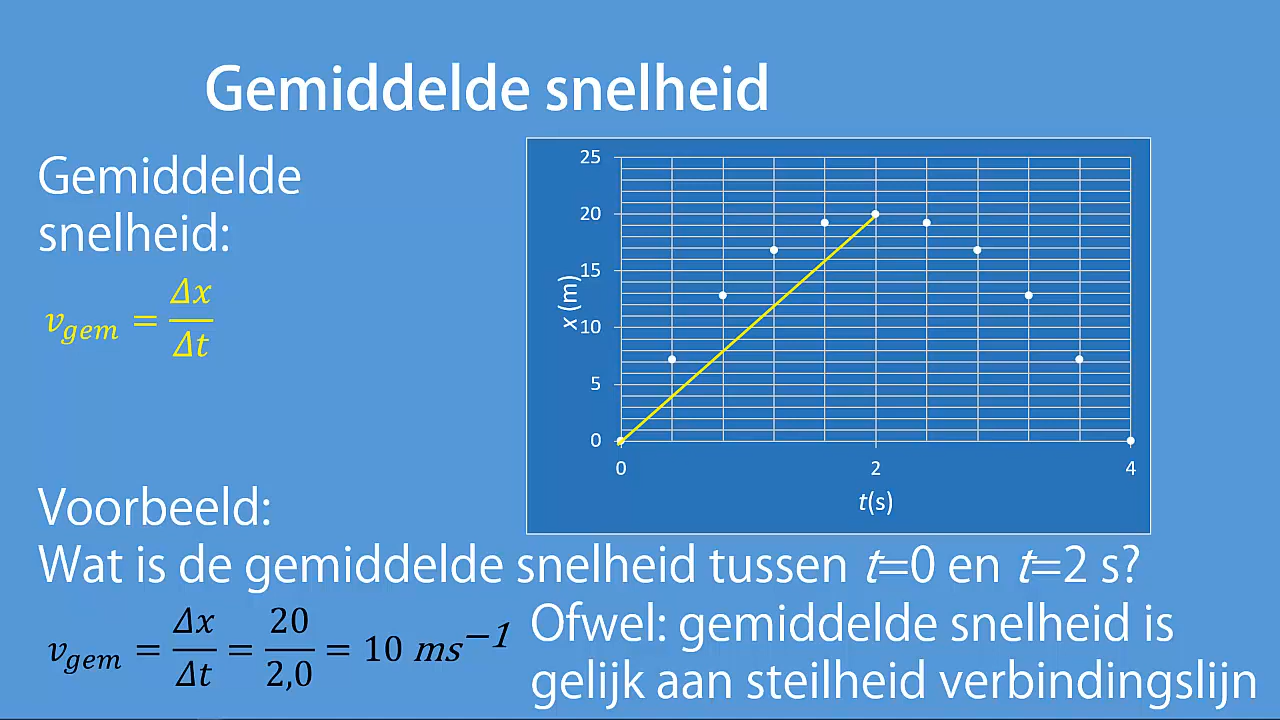 Gemiddelde snelheid
Gemiddelde
snelheid:
v_gem = Δx/Δt
25
20
15
10
5
0
x (m)
0 2 4
t(s)
Voorbeeld:
Wat is de gemiddelde snelheid tussen t=0 en t=2 s?
v_gem = Δx/Δt = 20/2,0 = 10 ms⁻¹
Ofwel: gemiddelde snelheid is
gelijk aan steilheid verbindingslijn